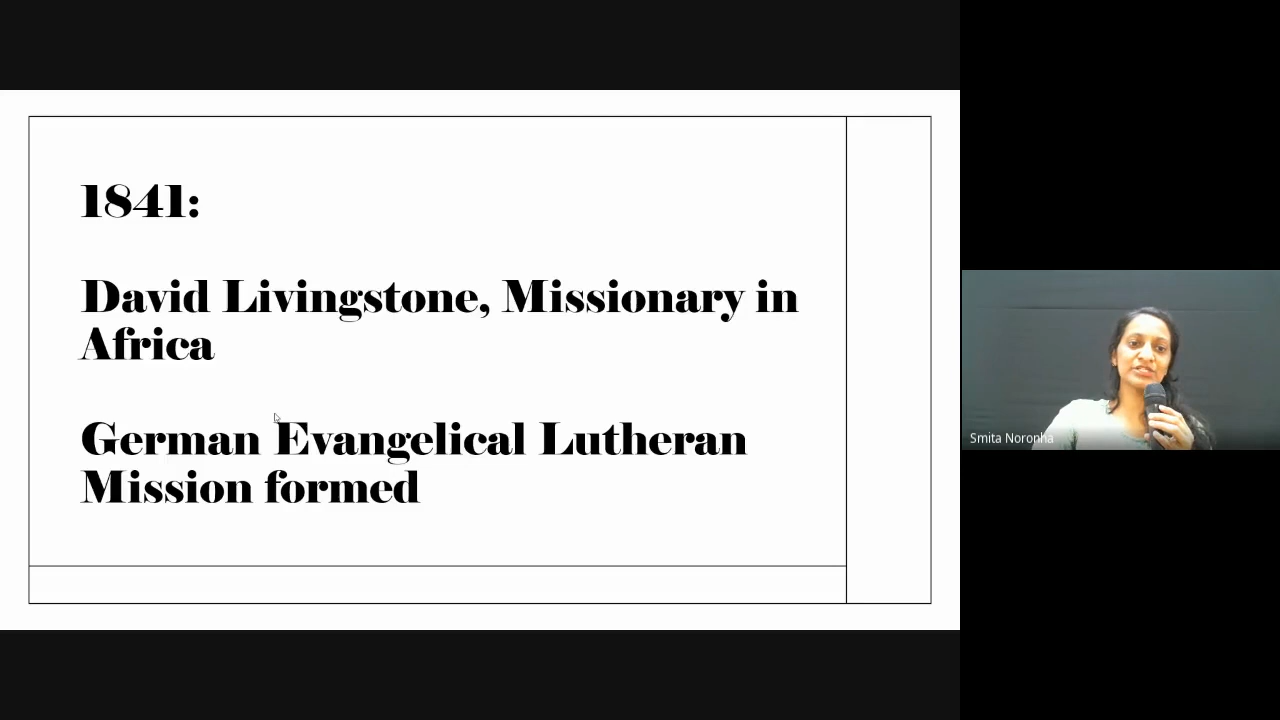 1841:
David Livingstone, Missionary in
Africa
German Evangelical Lutheran
Mission formed
Smita Noronha